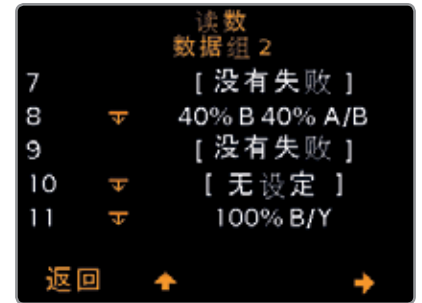 读数
数据组 2
7 [ 没有失败 ]
8 40% B 40% A/B
9 [ 没有失败 ]
10 [ 无设定 ]
11 100% B/Y
返回